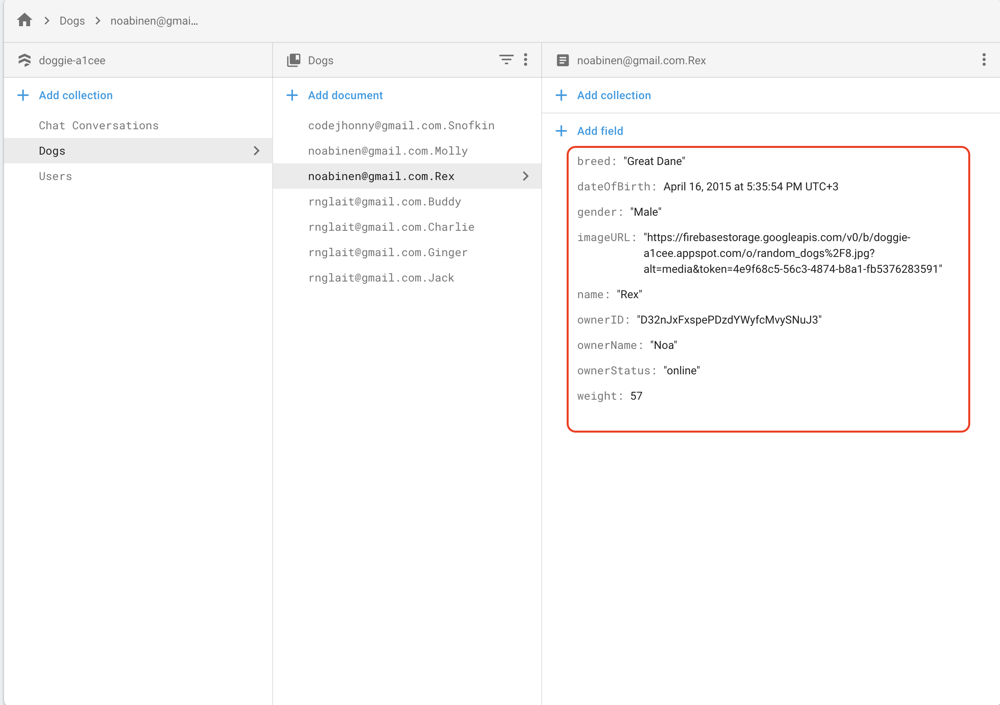 Dogs noabinen@gmai...
doggie-a1cee
Add collection
Chat Conversations
Dogs
Users
Dogs
Add document
codejhonny@gmail.com.Snofkin
noabinen@gmail.com.Molly
noabinen@gmail.com.Rex
rnglait@gmail.com.Buddy
rnglait@gmail.com.Charlie
rnglait@gmail.com.Ginger
rnglait@gmail.com.Jack
noabinen@gmail.com.Rex
Add collection
Add field
breed: "Great Dane"
dateOfBirth: April 16, 2015 at 5:35:54 PM UTC+3
gender: "Male"
imageURL: "https://firebasestorage.googleapis.com/v0/b/doggie-
a1cee.appspot.com/o/random_dogs%2F8.jpg?
alt=media&token=4e9f68c5-56c3-4874-b8a1-fb5376283591"
name: "Rex"
ownerID: "D32nJxFxspePDzdYWyfcMvySNuJ3"
ownerName: "Noa"
ownerStatus: "online"
weight: 57